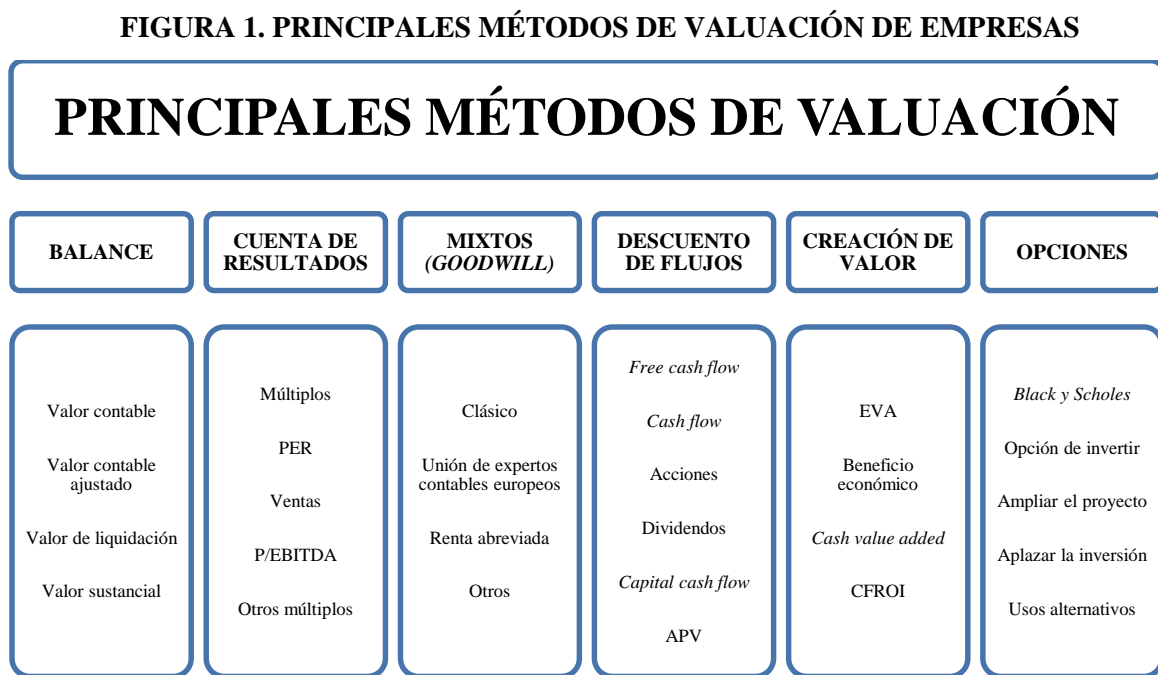 FIGURA 1. PRINCIPALES MÉTODOS DE VALUACIÓN DE EMPRESAS
PRINCIPALES MÉTODOS DE VALUACIÓN
BALANCE
CUENTA DE
RESULTADOS
MIXTOS
(GOODWILL)
DESCUENTO
DE FLUJOS
CREACIÓN DE
VALOR
OPCIONES
Valor contable
Valor contable
ajustado
Valor de liquidación
Valor sustancial
Múltiplos
PER
Ventas
P/EBITDA
Otros múltiplos
Clásico
Unión de expertos
contables europeos
Renta abreviada
Otros
Free cash flow
Cash flow
Acciones
Dividendos
Capital cash flow
APV
EVA
Beneficio
económico
Cash value added
CFROI
Black y Scholes
Opción de invertir
Ampliar el proyecto
Aplazar la inversión
Usos alternativos